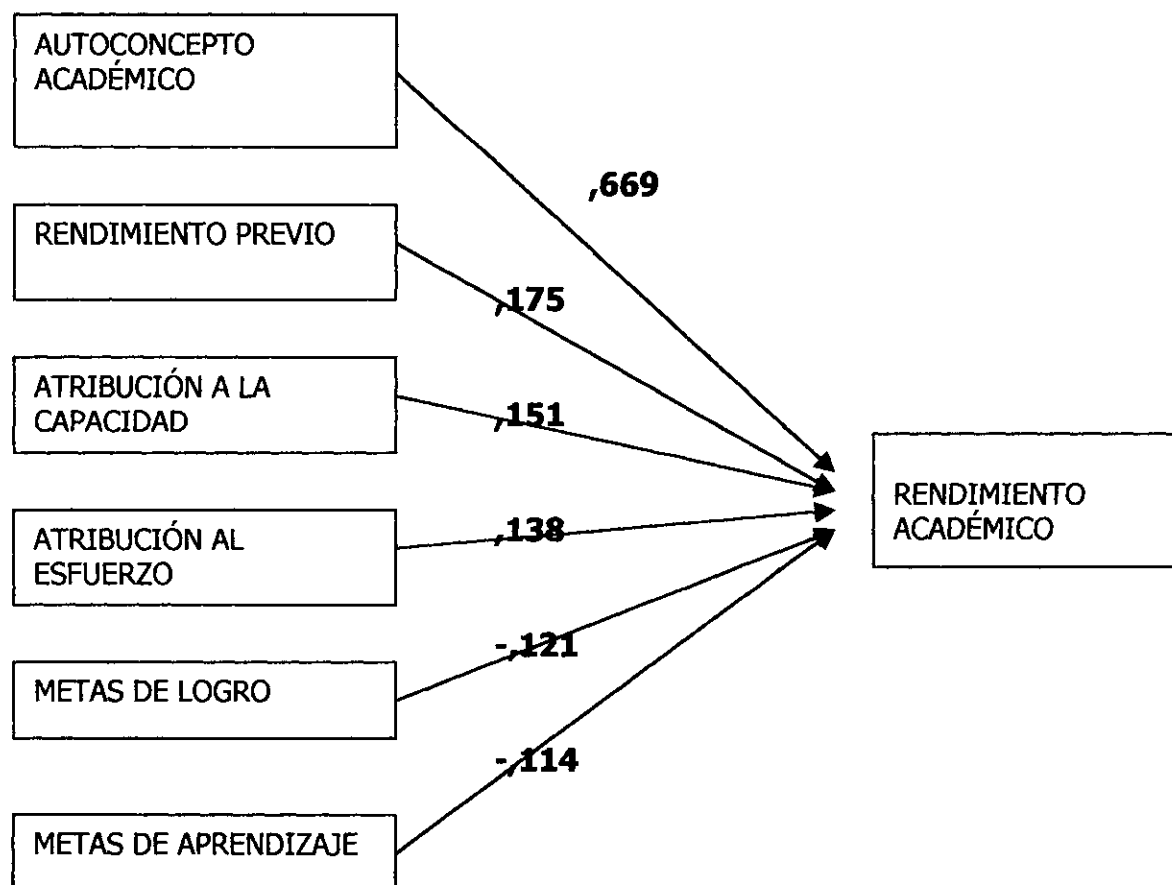 AUTOCONCEPTO
ACADÉMICO
,669
RENDIMIENTO PREVIO
,175
ATRIBUCIÓN A LA
CAPACIDAD
,151
RENDIMIENTO
ACADÉMICO
ATRIBUCIÓN AL
ESFUERZO
,138
METAS DE LOGRO
-,121
METAS DE APRENDIZAJE
-,114